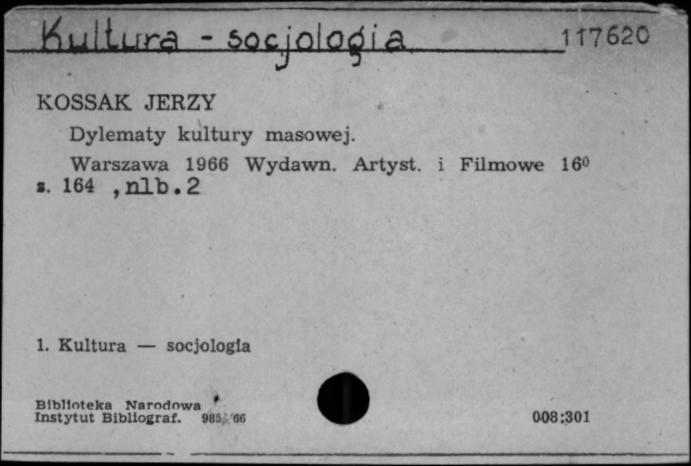 Kultura - socjologia 117620
KOSSAK JERZY
Dylematy kultury masowej.
Warszawa 1966 Wydawn. Artyst. i Filmowe 16⁰
s. 164 , nlb. 2
1. Kultura — socjologia
Biblioteka Narodowa
Instytut Bibliograf. 66
008:301